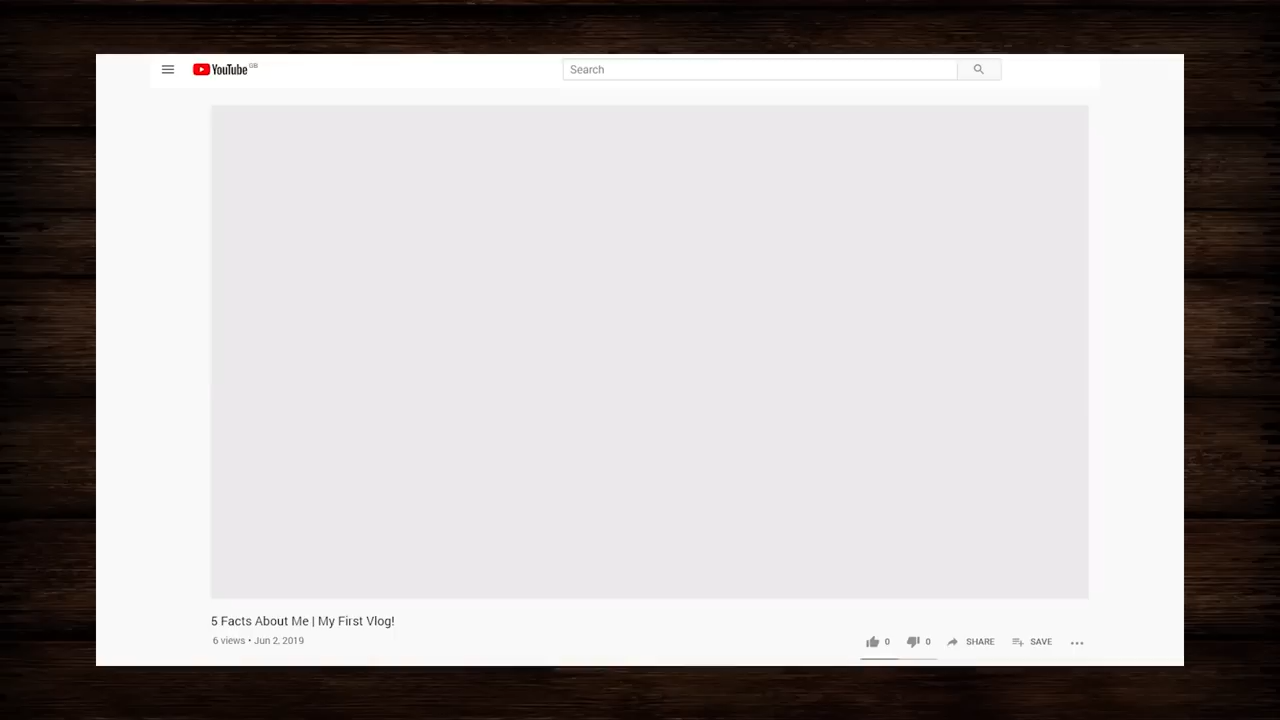 YouTube GB
Search
5 Facts About Me | My First Vlog!
6 views • Jun 2, 2019
0 0 SHARE SAVE